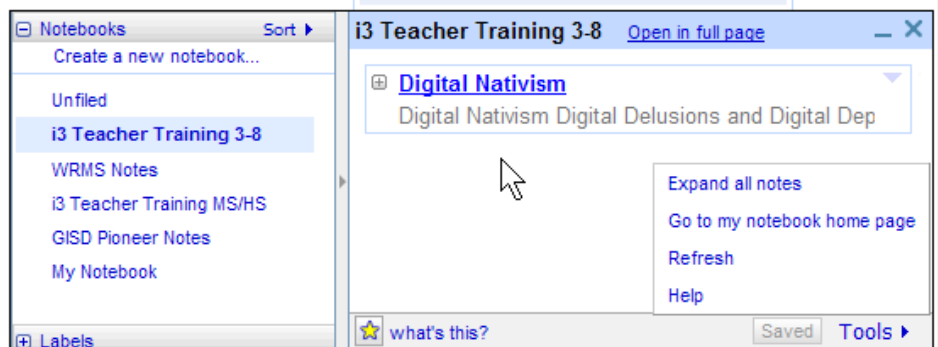 Notebooks Sort
Create a new notebook...
Unfiled
i3 Teacher Training 3-8
WRMS Notes
i3 Teacher Training MS/HS
GISD Pioneer Notes
My Notebook
Labels
i3 Teacher Training 3-8 Open in full page
Digital Nativism
Digital Nativism Digital Delusions and Digital Dep
Expand all notes
Go to my notebook home page
Refresh
Help
what's this? Saved Tools